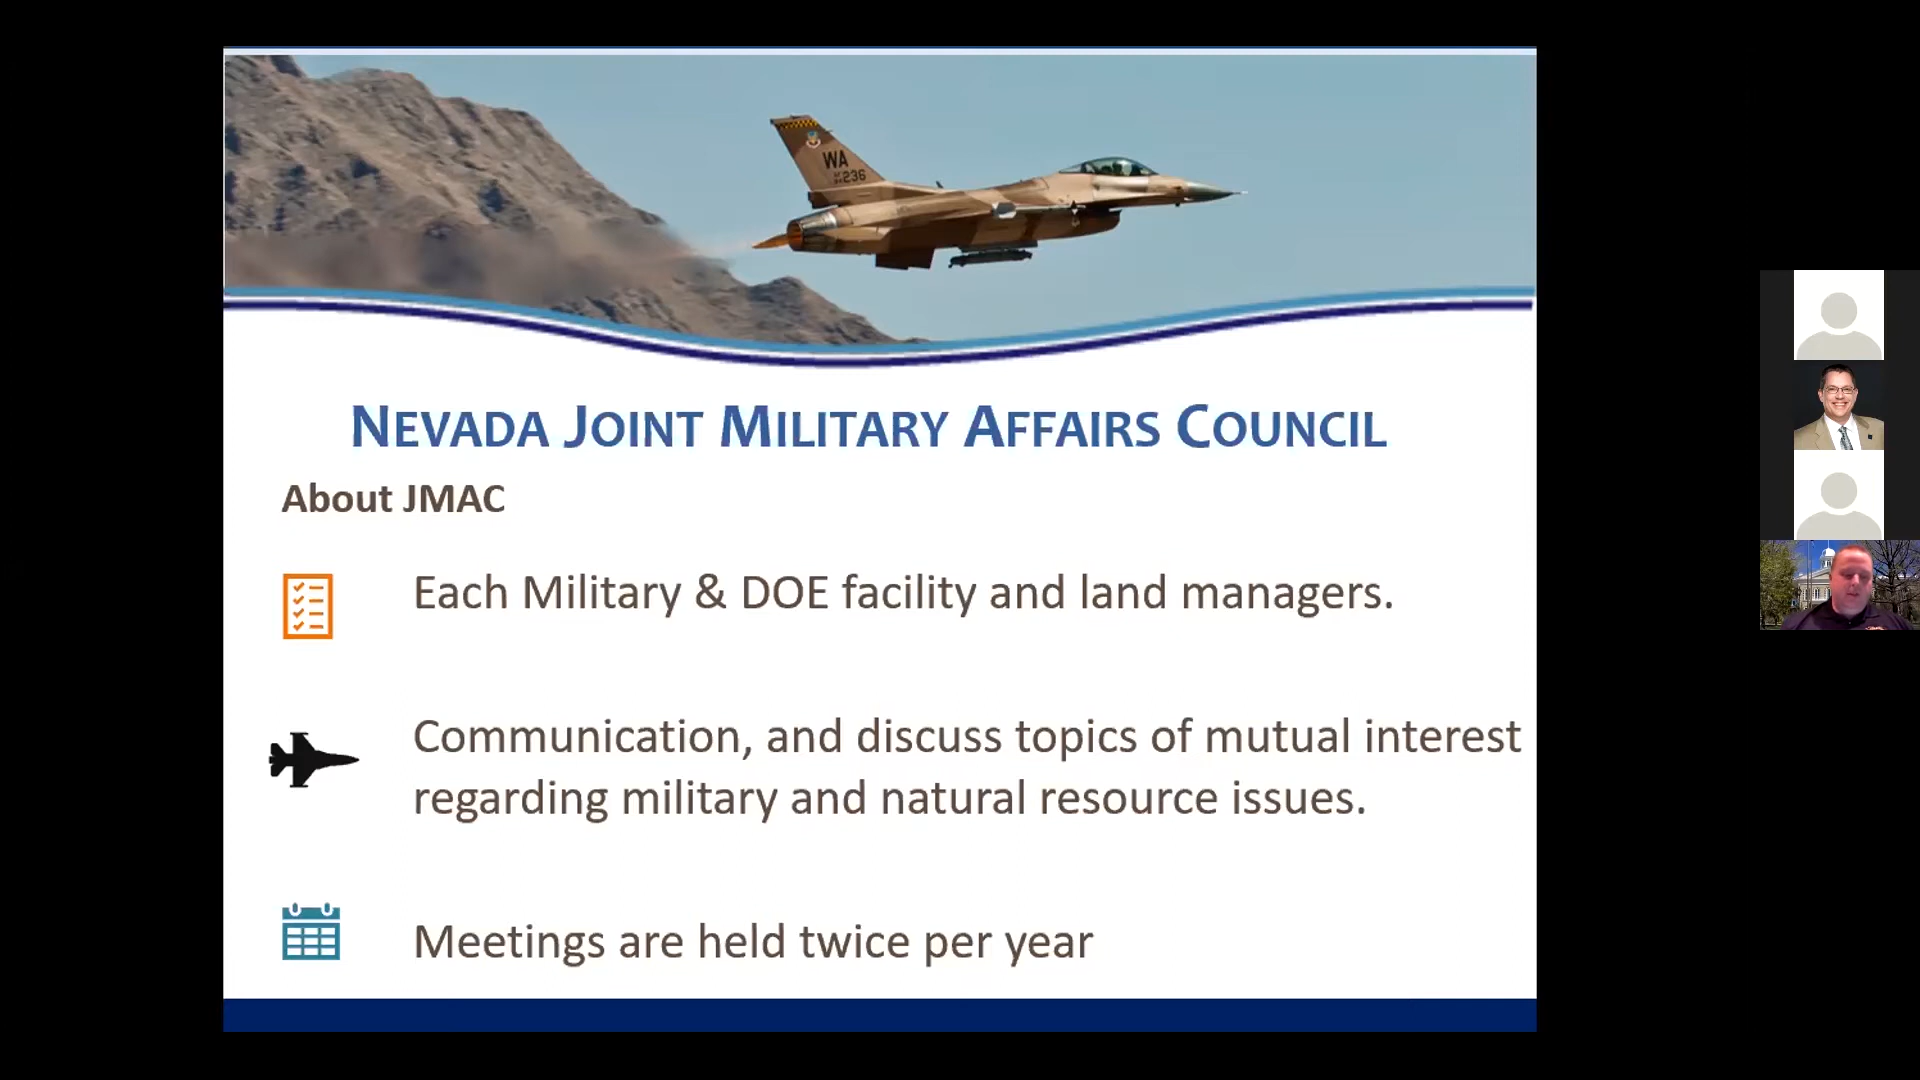 WA
236
NEVADA JOINT MILITARY AFFAIRS COUNCIL
About JMAC
Each Military & DOE facility and land managers.
Communication, and discuss topics of mutual interest
regarding military and natural resource issues.
Meetings are held twice per year